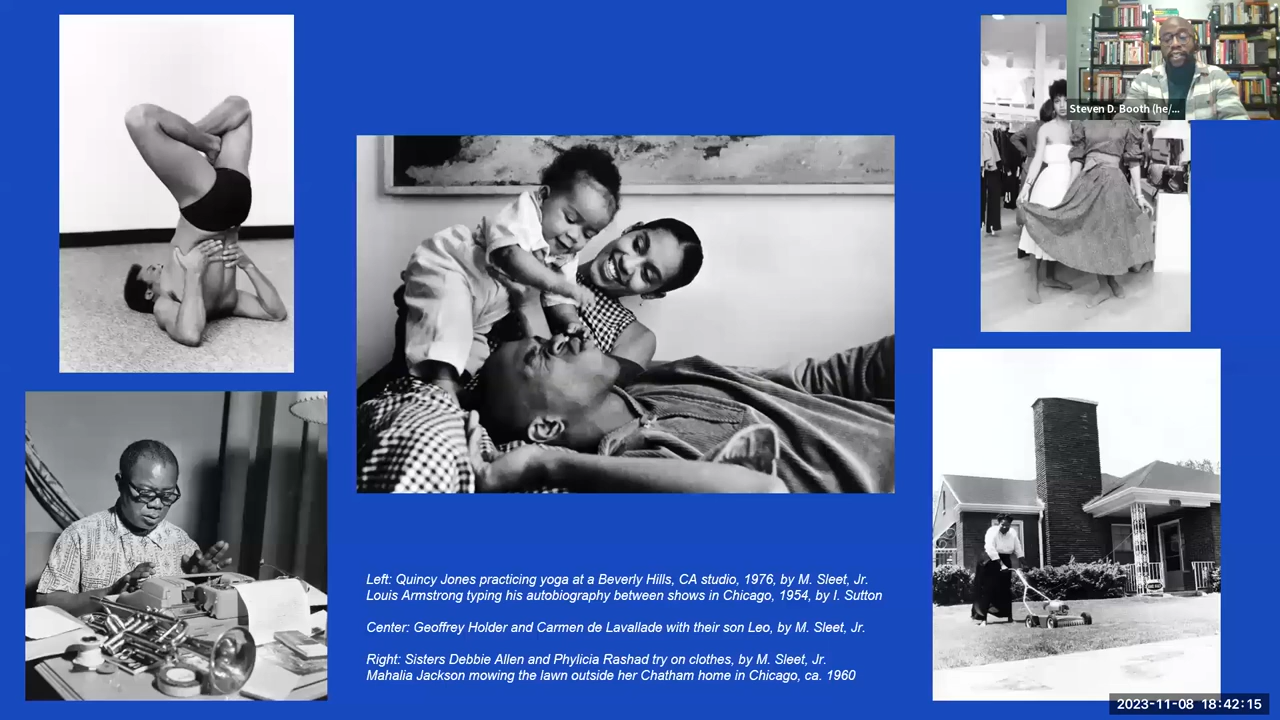 Steven D. Booth (he/...
Left: Quincy Jones practicing yoga at a Beverly Hills, CA studio, 1976, by M. Sleet, Jr.
Louis Armstrong typing his autobiography between shows in Chicago, 1954, by I. Sutton
Center: Geoffrey Holder and Carmen de Lavallade with their son Leo, by M. Sleet, Jr.
Right: Sisters Debbie Allen and Phylicia Rashad try on clothes, by M. Sleet, Jr.
Mahalia Jackson mowing the lawn outside her Chatham home in Chicago, ca. 1960
2023-11-08 18:42:15